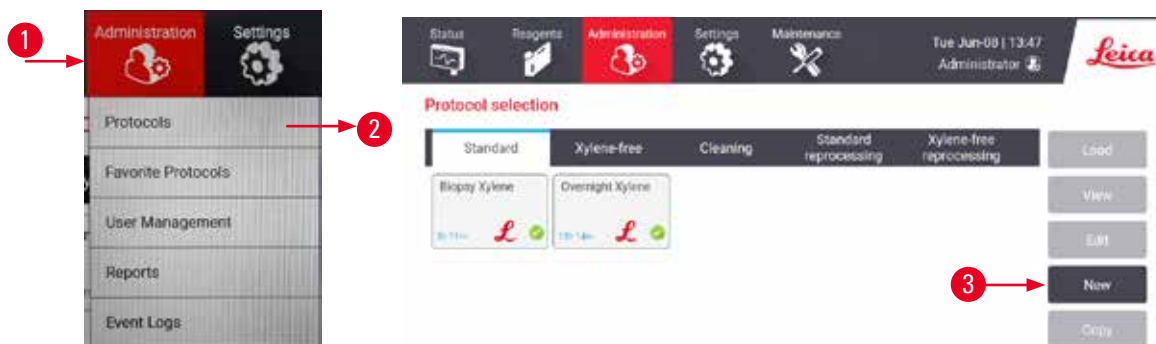 1
Administration
Settings
Protocols
2
Favorite Protocols
User Management
Reports
Event Logs
Status
Reagents
Administration
Settings
Maintenance
Tue Jun-08 | 13:47
Administrator
Leica
Protocol selection
Standard
Xylene-free
Cleaning
Standard
reprocessing
Xylene-free
reprocessing
Load
Biopsy Xylene
Overnight Xylene
View
Edit
3
New
Copy